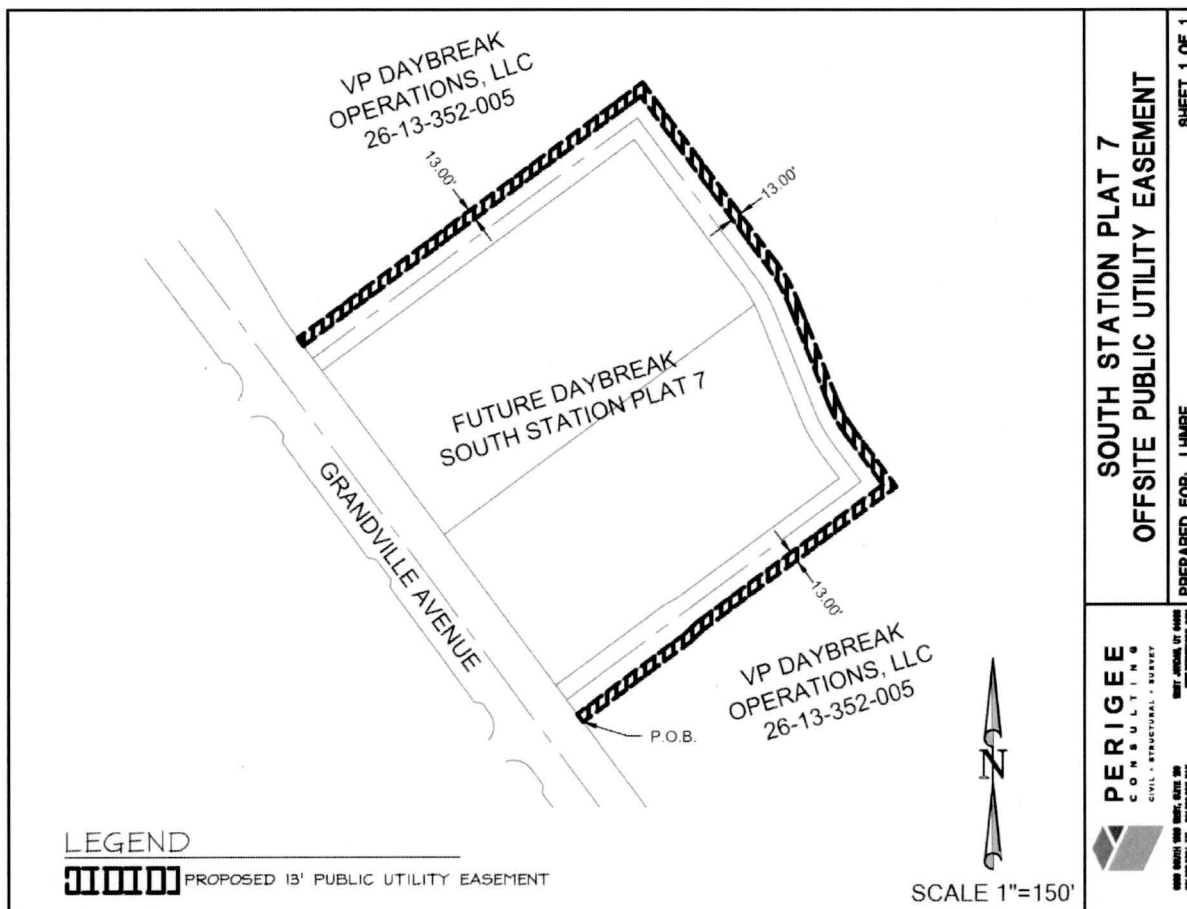 VP DAYBREAK
OPERATIONS, LLC
26-13-352-005
13.00'
13.00'
FUTURE DAYBREAK
SOUTH STATION PLAT 7
GRANDVILLE AVENUE
13.00'
VP DAYBREAK
OPERATIONS, LLC
26-13-352-005
P.O.B.
N
LEGEND
PROPOSED 13' PUBLIC UTILITY EASEMENT
SCALE 1"=150'
SOUTH STATION PLAT 7
OFFSITE PUBLIC UTILITY EASEMENT
SHEET 1 OF 1
PREPARED FOR: LHMRE
PERIGEE
CONSULTING
CIVIL • STRUCTURAL • SURVEY
WEST JORDAN, UT